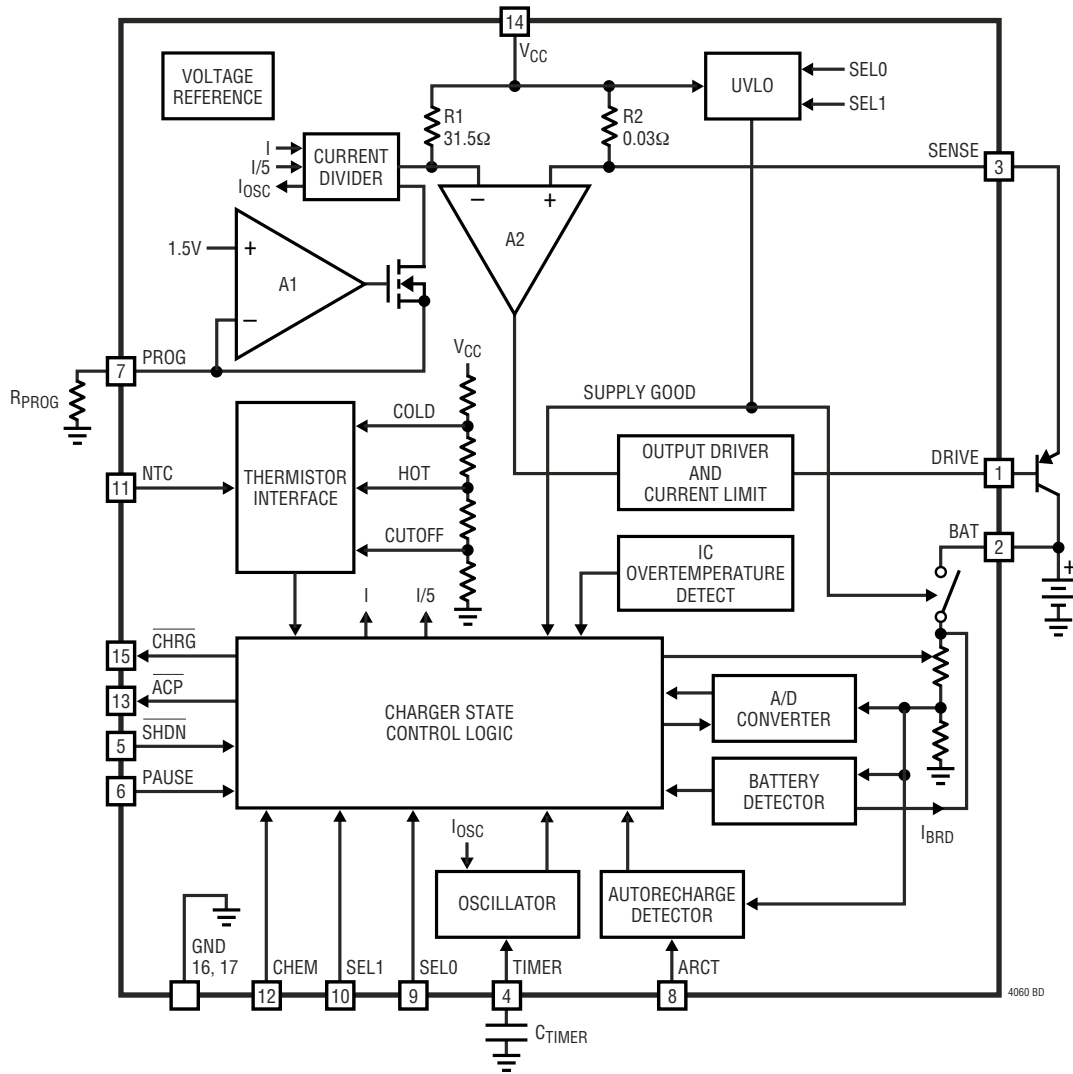 14
VCC
VOLTAGE
REFERENCE
UVLO
SEL0
SEL1
R1
31.5Ω
R2
0.03Ω
I
I/5
IOSC
CURRENT
DIVIDER
SENSE
3
–
+
A2
1.5V
+
A1
–
7
PROG
RPROG
VCC
SUPPLY GOOD
COLD
THERMISTOR
INTERFACE
HOT
CUTOFF
11
NTC
OUTPUT DRIVER
AND
CURRENT LIMIT
DRIVE
1
BAT
2
+
IC
OVERTEMPERATURE
DETECT
I
I/5
15
CHRG
13
ACP
5
SHDN
6
PAUSE
CHARGER STATE
CONTROL LOGIC
A/D
CONVERTER
BATTERY
DETECTOR
IBRD
IOSC
OSCILLATOR
AUTORECHARGE
DETECTOR
GND
16, 17
CHEM
12
SEL1
10
SEL0
9
TIMER
4
ARCT
8
CTIMER
4060 BD